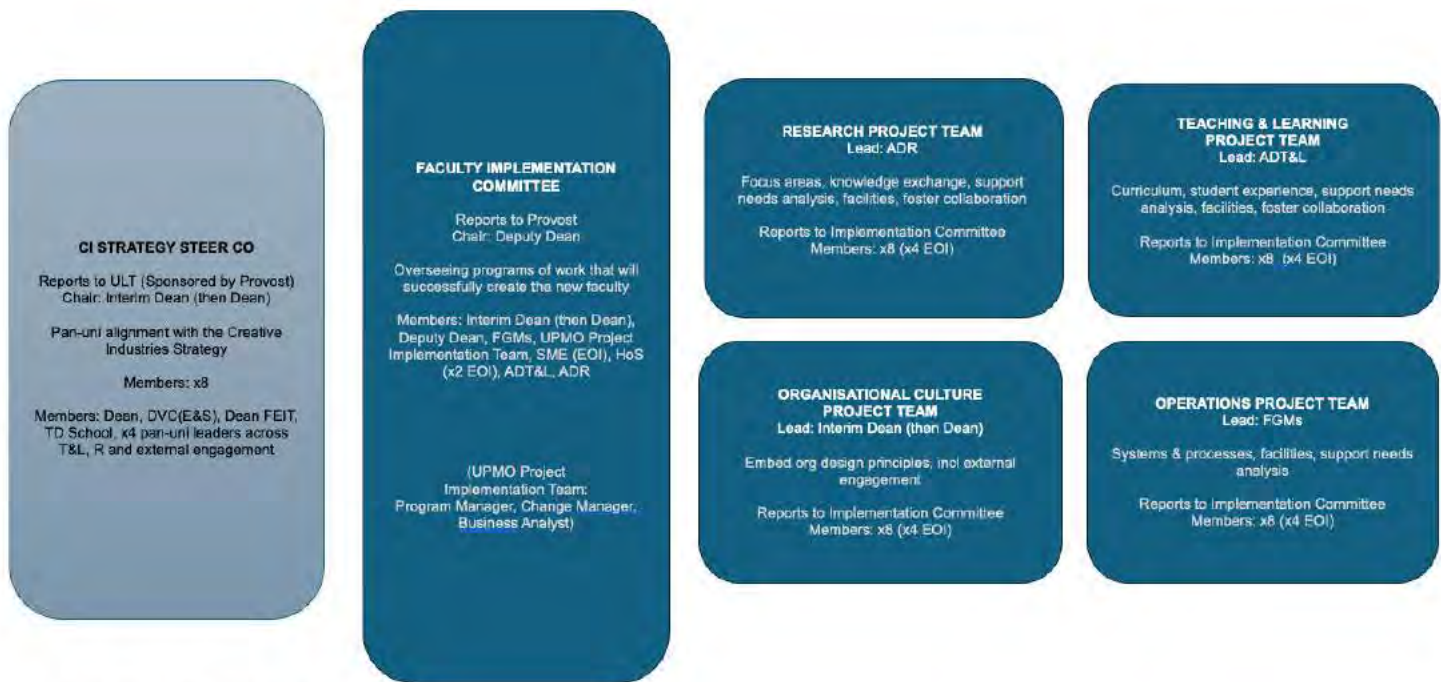 CI STRATEGY STEER CO
Reports to ULT (Sponsored by Provost)
Chair: Interim Dean (then Dean)
Pan-uni alignment with the Creative
Industries Strategy
Members: x8
Members: Dean, DVC(E&S), Dean FEIT,
TD School, x4 pan-uni leaders across
T&L, R and external engagement
FACULTY IMPLEMENTATION
COMMITTEE
Reports to Provost
Chair: Deputy Dean
Overseeing programs of work that will
successfully create the new faculty
Members: Interim Dean (then Dean),
Deputy Dean, FGMs, UPMO Project
Implementation Team, SME (EOI), HoS
(x2 EOI), ADT&L, ADR
(UPMO Project
Implementation Team:
Program Manager, Change Manager,
Business Analyst)
RESEARCH PROJECT TEAM
Lead: ADR
Focus areas, knowledge exchange, support
needs analysis, facilities, foster collaboration
Reports to Implementation Committee
Members: x8 (x4 EOI)
TEACHING & LEARNING
PROJECT TEAM
Lead: ADT&L
Curriculum, student experience, support needs
analysis, facilities, foster collaboration
Reports to Implementation Committee
Members: x8 (x4 EOI)
ORGANISATIONAL CULTURE
PROJECT TEAM
Lead: Interim Dean (then Dean)
Embed org design principles, incl external
engagement
Reports to Implementation Committee
Members: x8 (x4 EOI)
OPERATIONS PROJECT TEAM
Lead: FGMs
Systems & processes, facilities, support needs
analysis
Reports to Implementation Committee
Members: x8 (x4 EOI)